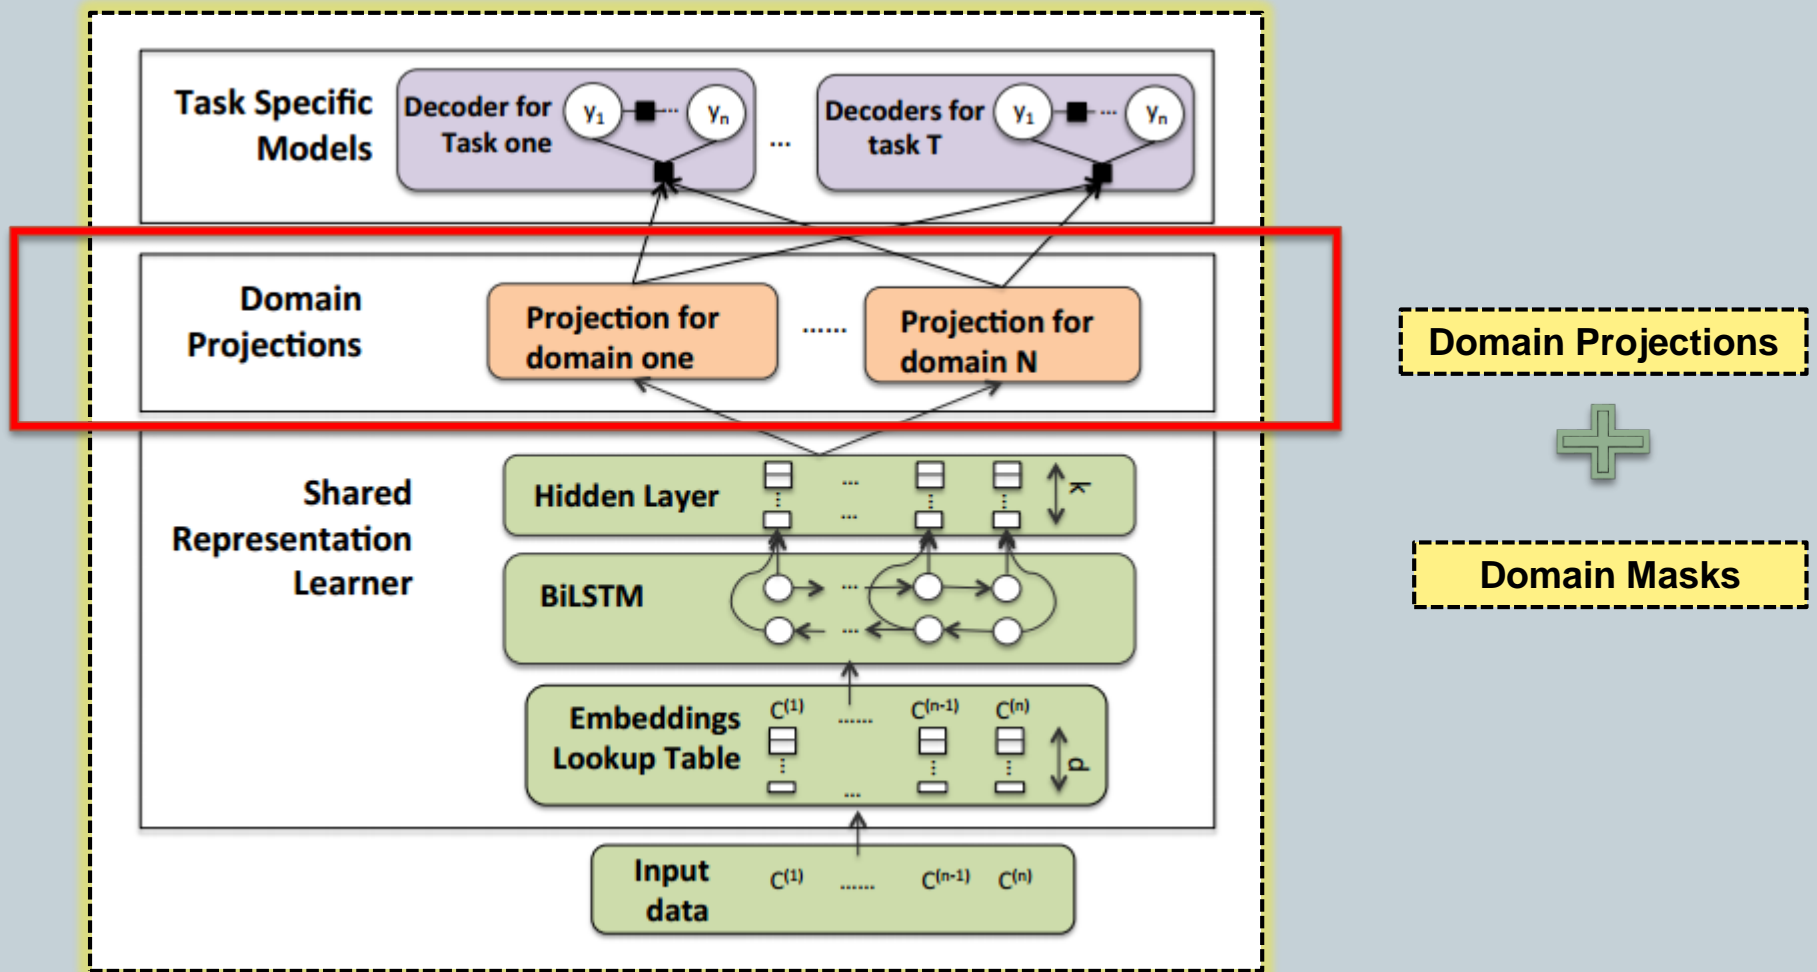 Task Specific
Models
Decoder for
Task one
y1
...
yn
...
Decoders for
task T
y1
...
yn
Domain
Projections
Projection for
domain one
......
Projection for
domain N
Shared
Representation
Learner
Hidden Layer
...
...
k
BiLSTM
...
...
Embeddings
Lookup Table
C(1) ...... C(n-1) C(n)
...
d
Input
data
C(1) ...... C(n-1) C(n)
Domain Projections
Domain Masks